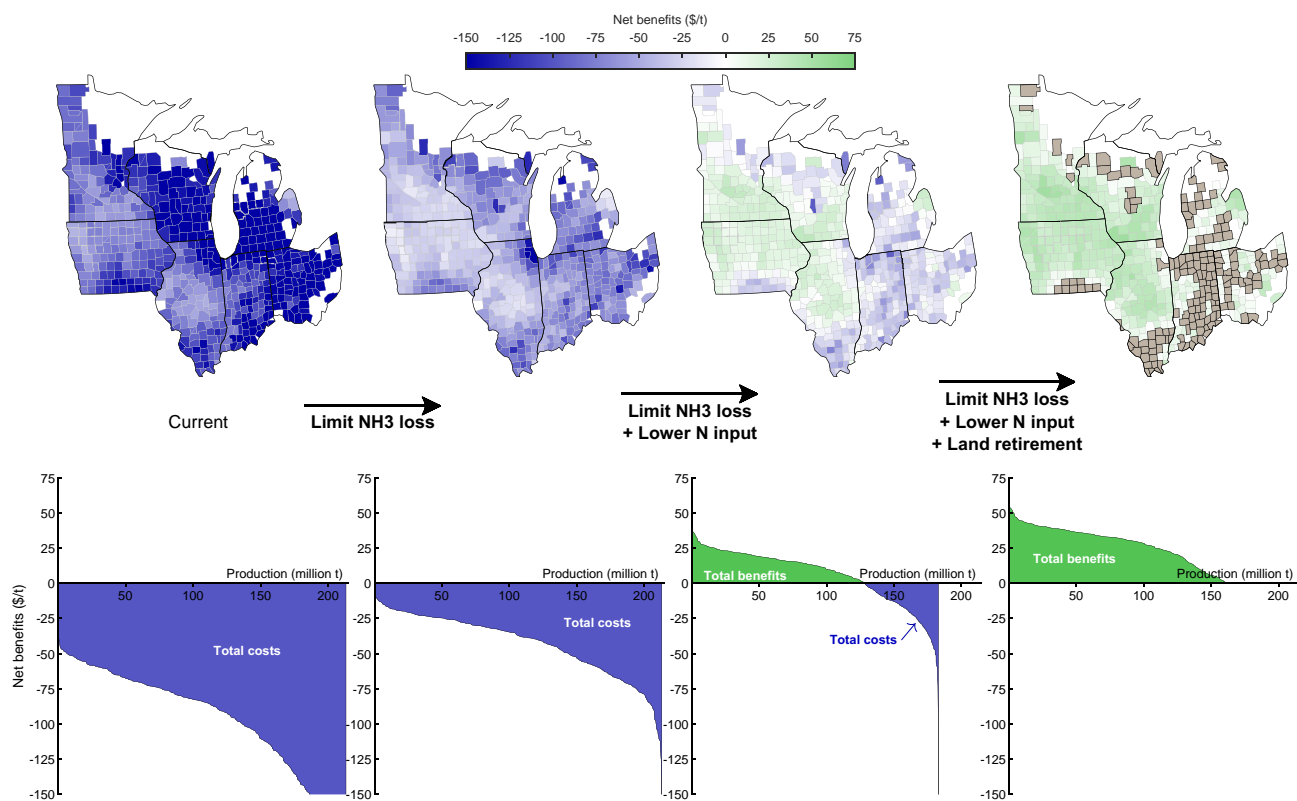 Net benefits ($/t)
-150 -125 -100 -75 -50 -25 0 25 50 75
Current
Limit NH3 loss
Limit NH3 loss
+ Lower N input
Limit NH3 loss
+ Lower N input
+ Land retirement
Net benefits ($/t)
75
50
25
0
-25
-50
-75
-100
-125
-150
Production (million t)
50 100 150 200
Total costs
75
50
25
0
-25
-50
-75
-100
-125
-150
Production (million t)
50 100 150 200
Total costs
75
50
25
0
-25
-50
-75
-100
-125
-150
Total benefits
Production (million t)
50 100 150 200
Total costs
75
50
25
0
-25
-50
-75
-100
-125
-150
Total benefits
Production (million t)
50 100 150 200